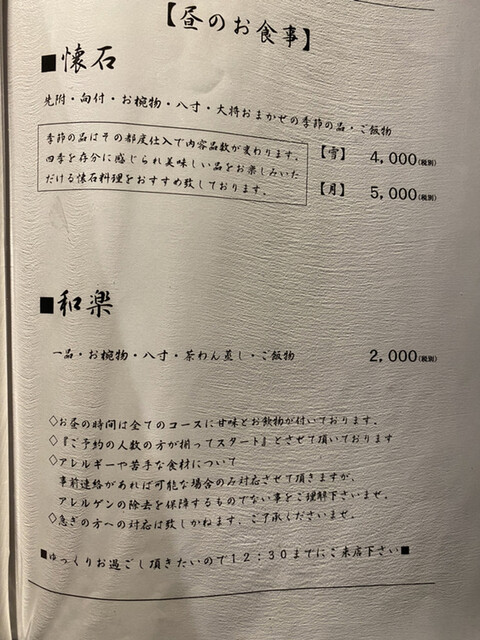 【昼のお食事】
■懐石
先附・向付・お椀物・八寸・大将おまかせの季節の品・ご飯物
季節の品はその都度仕入で内容品数が変わります。
四季を存分に感じられ美味しい品をお楽しみいた
だける懐石料理をおすすめ致しております。
【雪】 4,000(税別)
【月】 5,000(税別)
■和楽
一品・お椀物・八寸・茶わん蒸し・ご飯物 2,000(税別)
◇お昼の時間は全てのコースに甘味とお飲物が付いております。
◇『ご予約の人数の方が揃ってスタート』とさせて頂いております
◇アレルギーや苦手な食材について
事前連絡があれば可能な場合のみ対応させて頂きますが、
アレルゲンの除去を保障するものでない事をご理解下さいませ。
◇急ぎの方への対応は致しかねます、ご了承くださいませ。
■ゆっくりお過ごし頂きたいので12:30までにご来店下さい■